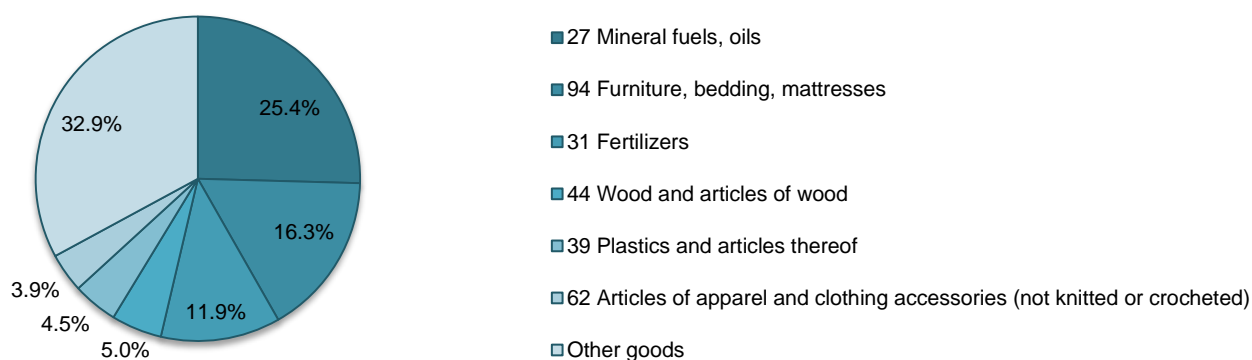 32.9%
25.4%
16.3%
11.9%
5.0%
4.5%
3.9%
27 Mineral fuels, oils
94 Furniture, bedding, mattresses
31 Fertilizers
44 Wood and articles of wood
39 Plastics and articles thereof
62 Articles of apparel and clothing accessories (not knitted or crocheted)
Other goods